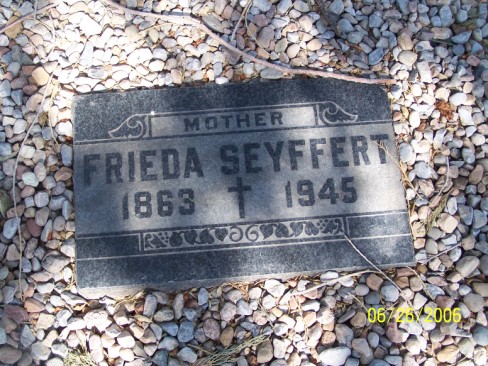 MOTHER
FRIEDA SEYFFERT
1863 † 1945
06/26/2006